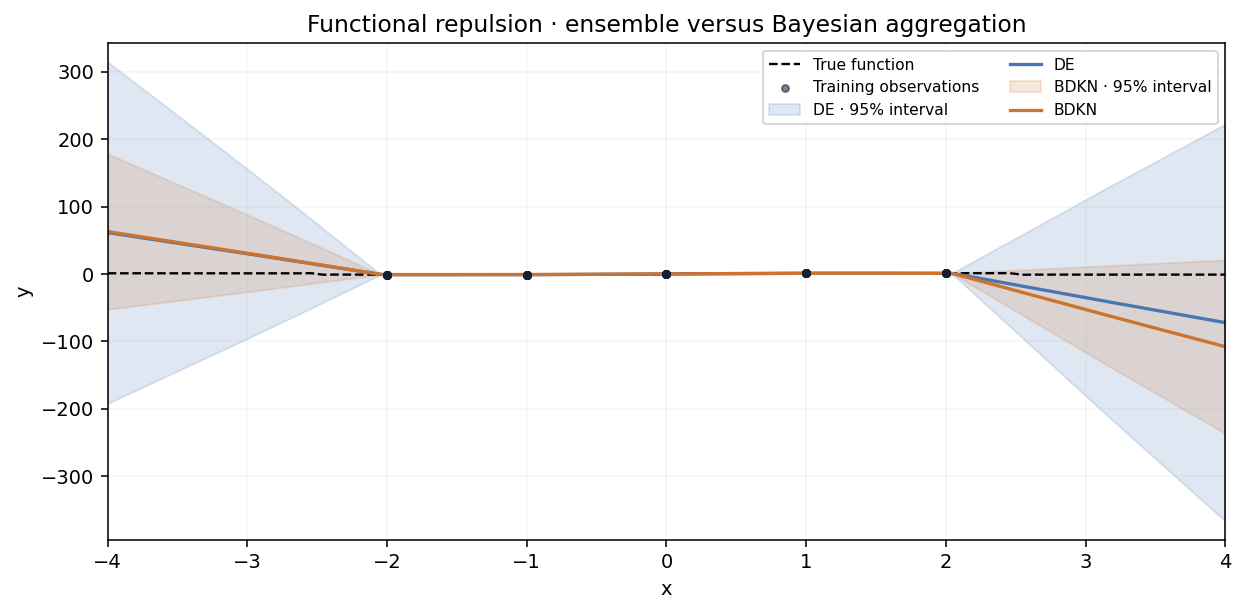 Functional repulsion · ensemble versus Bayesian aggregation
True function
Training observations
DE · 95% interval
DE
BDKN · 95% interval
BDKN
300
200
100
0
−100
−200
−300
y
−4
−3
−2
−1
0
1
2
3
4
x